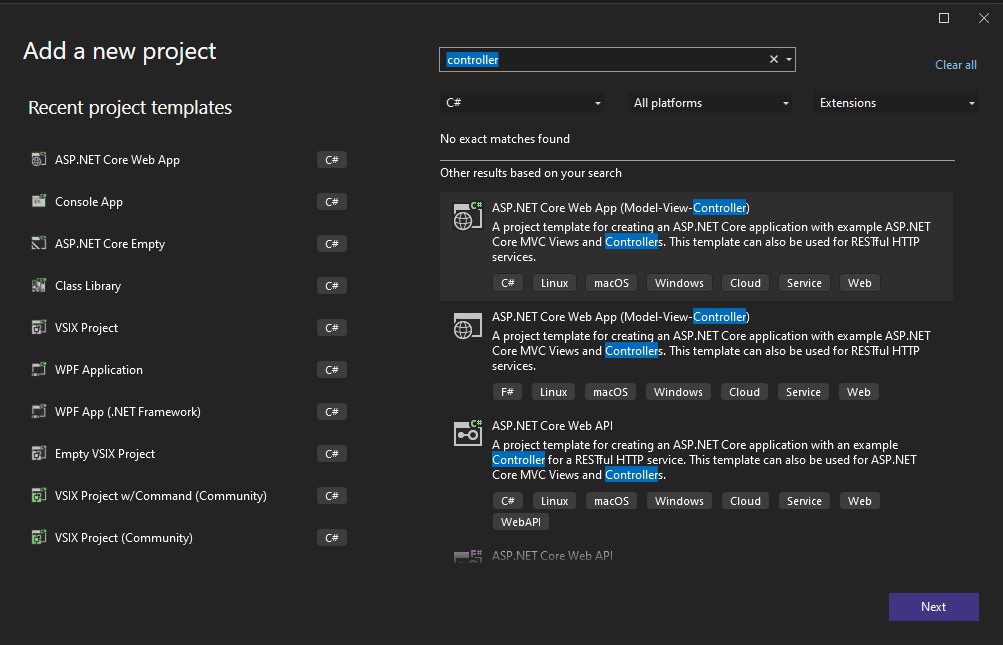 Add a new project
Recent project templates
ASP.NET Core Web App C#
Console App C#
ASP.NET Core Empty C#
Class Library C#
VSIX Project C#
WPF Application C#
WPF App (.NET Framework) C#
Empty VSIX Project C#
VSIX Project w/Command (Community) C#
VSIX Project (Community) C#
controller
Clear all
C# All platforms Extensions
No exact matches found
Other results based on your search
ASP.NET Core Web App (Model-View-Controller)
A project template for creating an ASP.NET Core application with example ASP.NET
Core MVC Views and Controllers. This template can also be used for RESTful HTTP
services.
C# Linux macOS Windows Cloud Service Web
ASP.NET Core Web App (Model-View-Controller)
A project template for creating an ASP.NET Core application with example ASP.NET
Core MVC Views and Controllers. This template can also be used for RESTful HTTP
services.
F# Linux macOS Windows Cloud Service Web
ASP.NET Core Web API
A project template for creating an ASP.NET Core application with an example
Controller for a RESTful HTTP service. This template can also be used for ASP.NET
Core MVC Views and Controllers.
C# Linux macOS Windows Cloud Service Web
WebAPI
ASP.NET Core Web API
Next